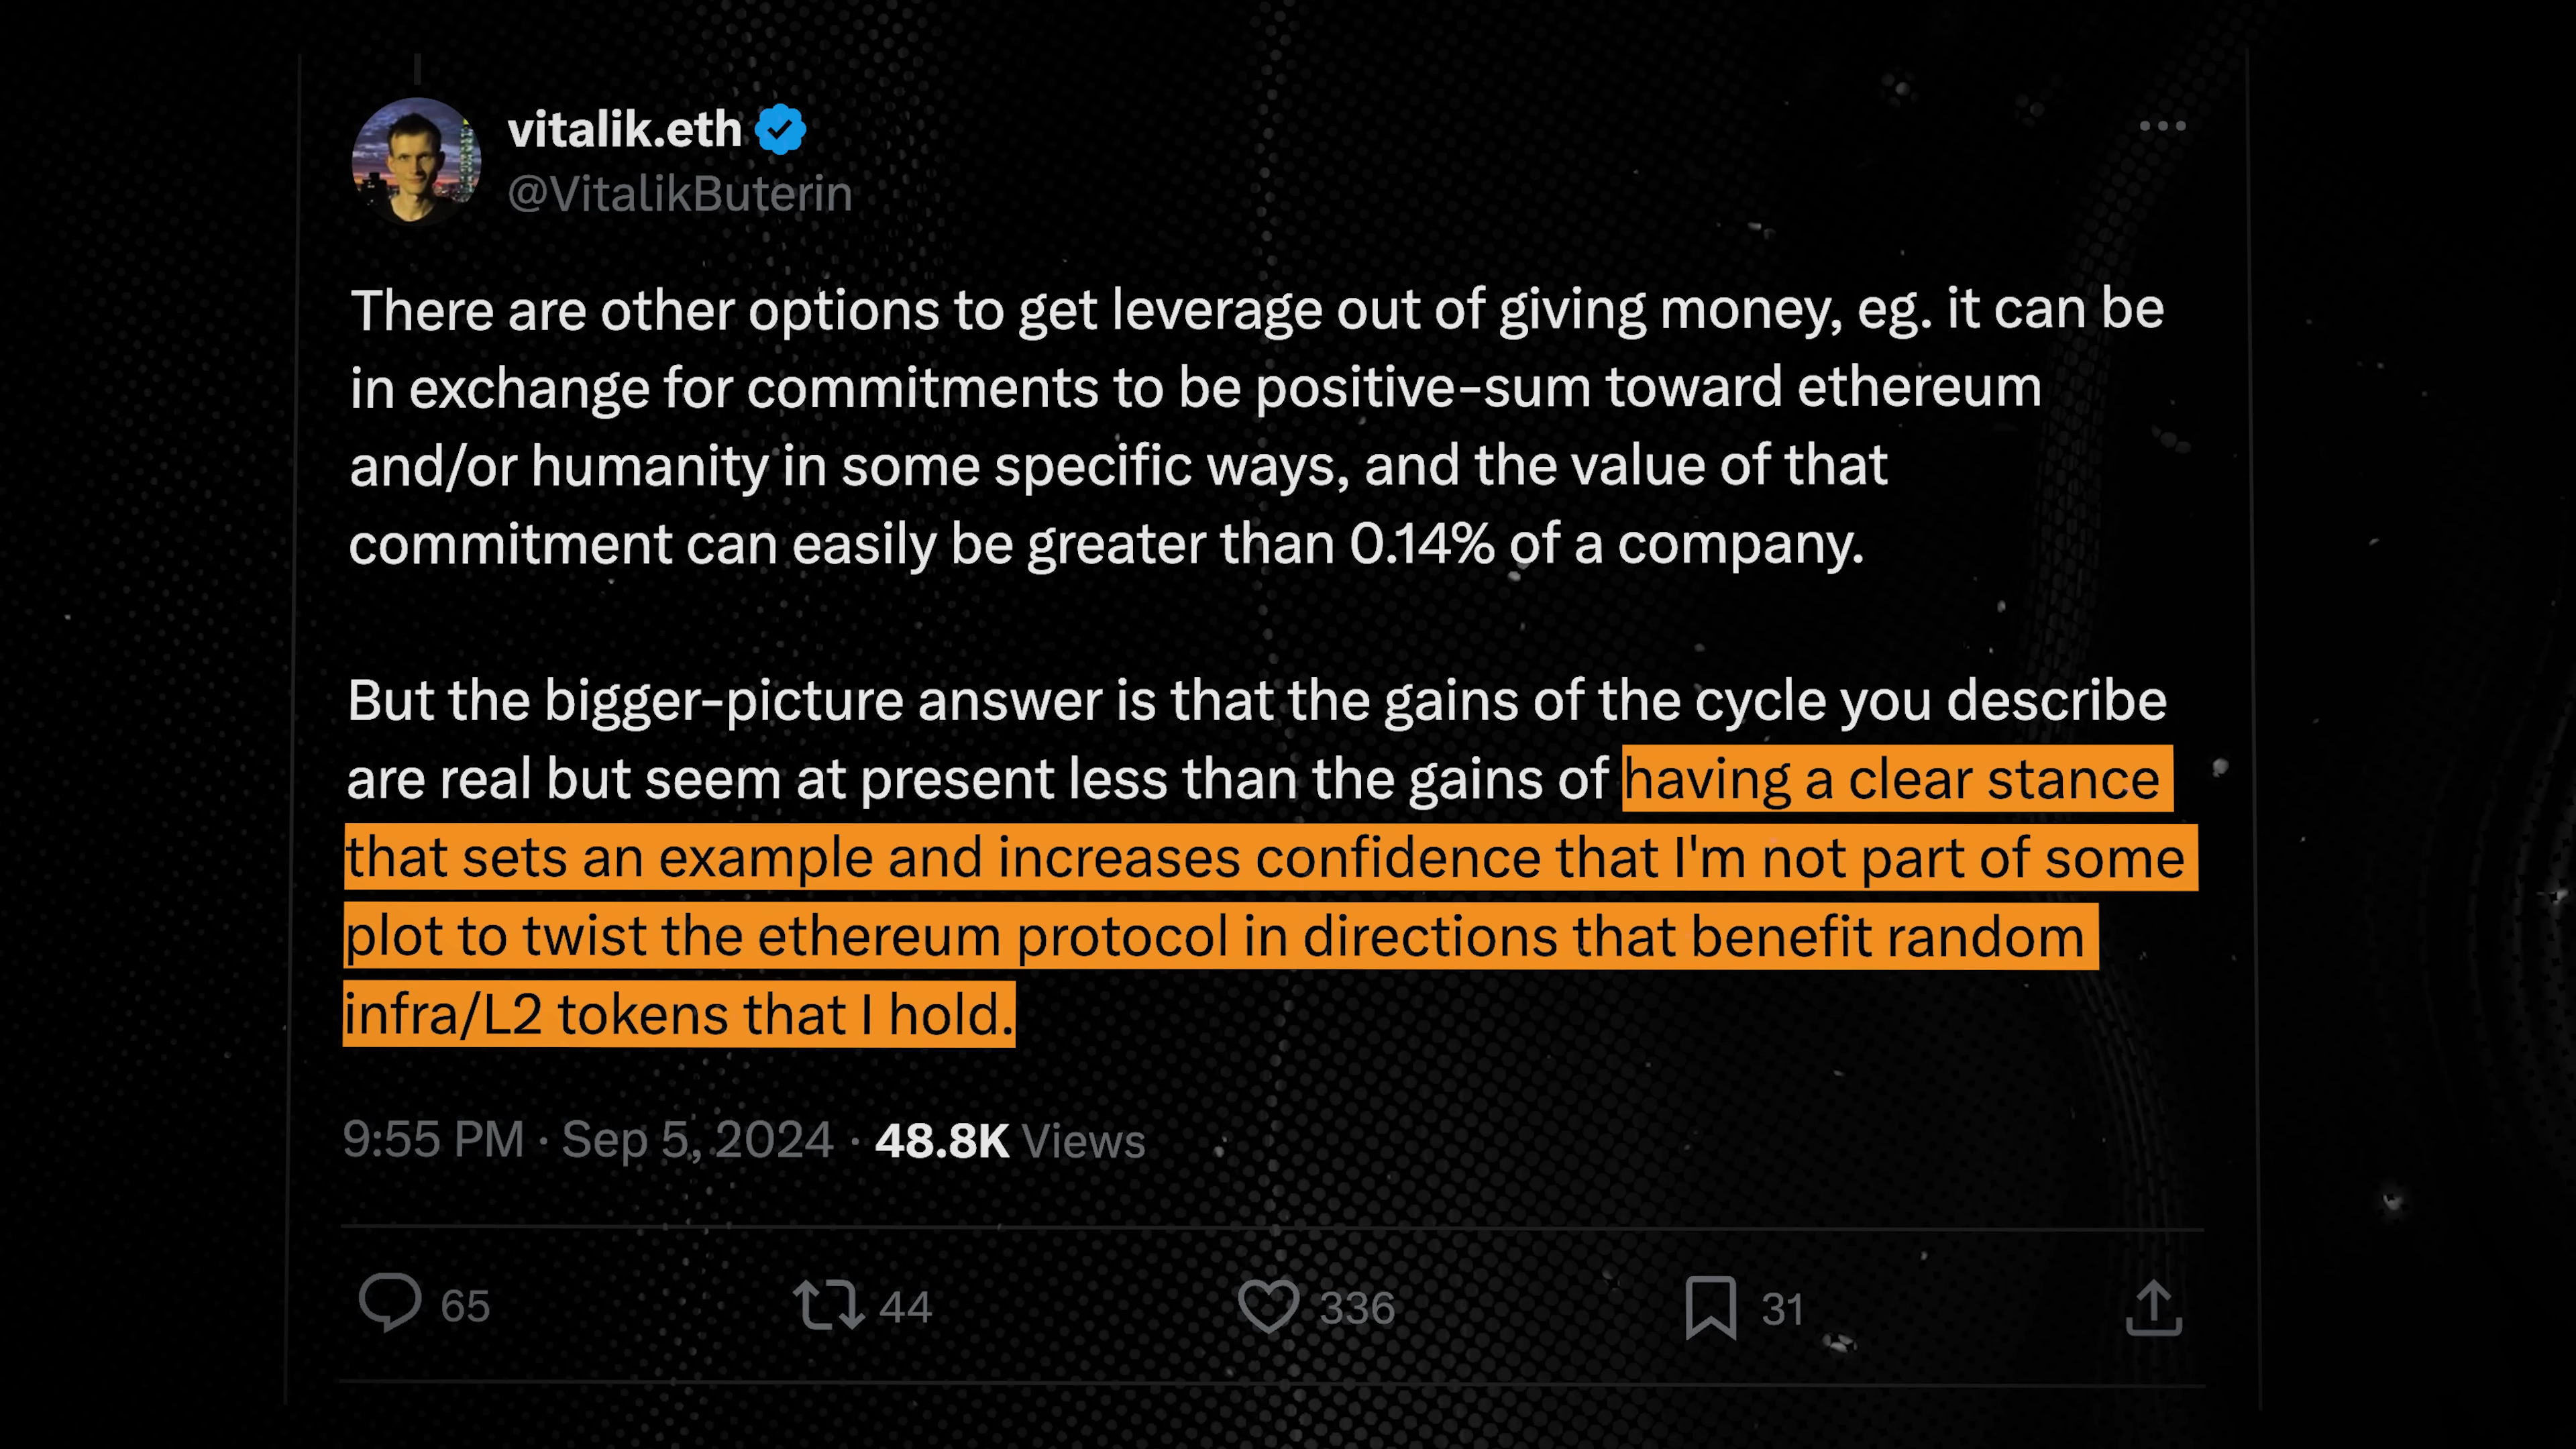 vitalik.eth
@VitalikButerin
There are other options to get leverage out of giving money, eg. it can be
in exchange for commitments to be positive-sum toward ethereum
and/or humanity in some specific ways, and the value of that
commitment can easily be greater than 0.14% of a company.
But the bigger-picture answer is that the gains of the cycle you describe
are real but seem at present less than the gains of having a clear stance
that sets an example and increases confidence that I'm not part of some
plot to twist the ethereum protocol in directions that benefit random
infra/L2 tokens that I hold.
9:55 PM · Sep 5, 2024 · 48.8K Views
65 44 336 31